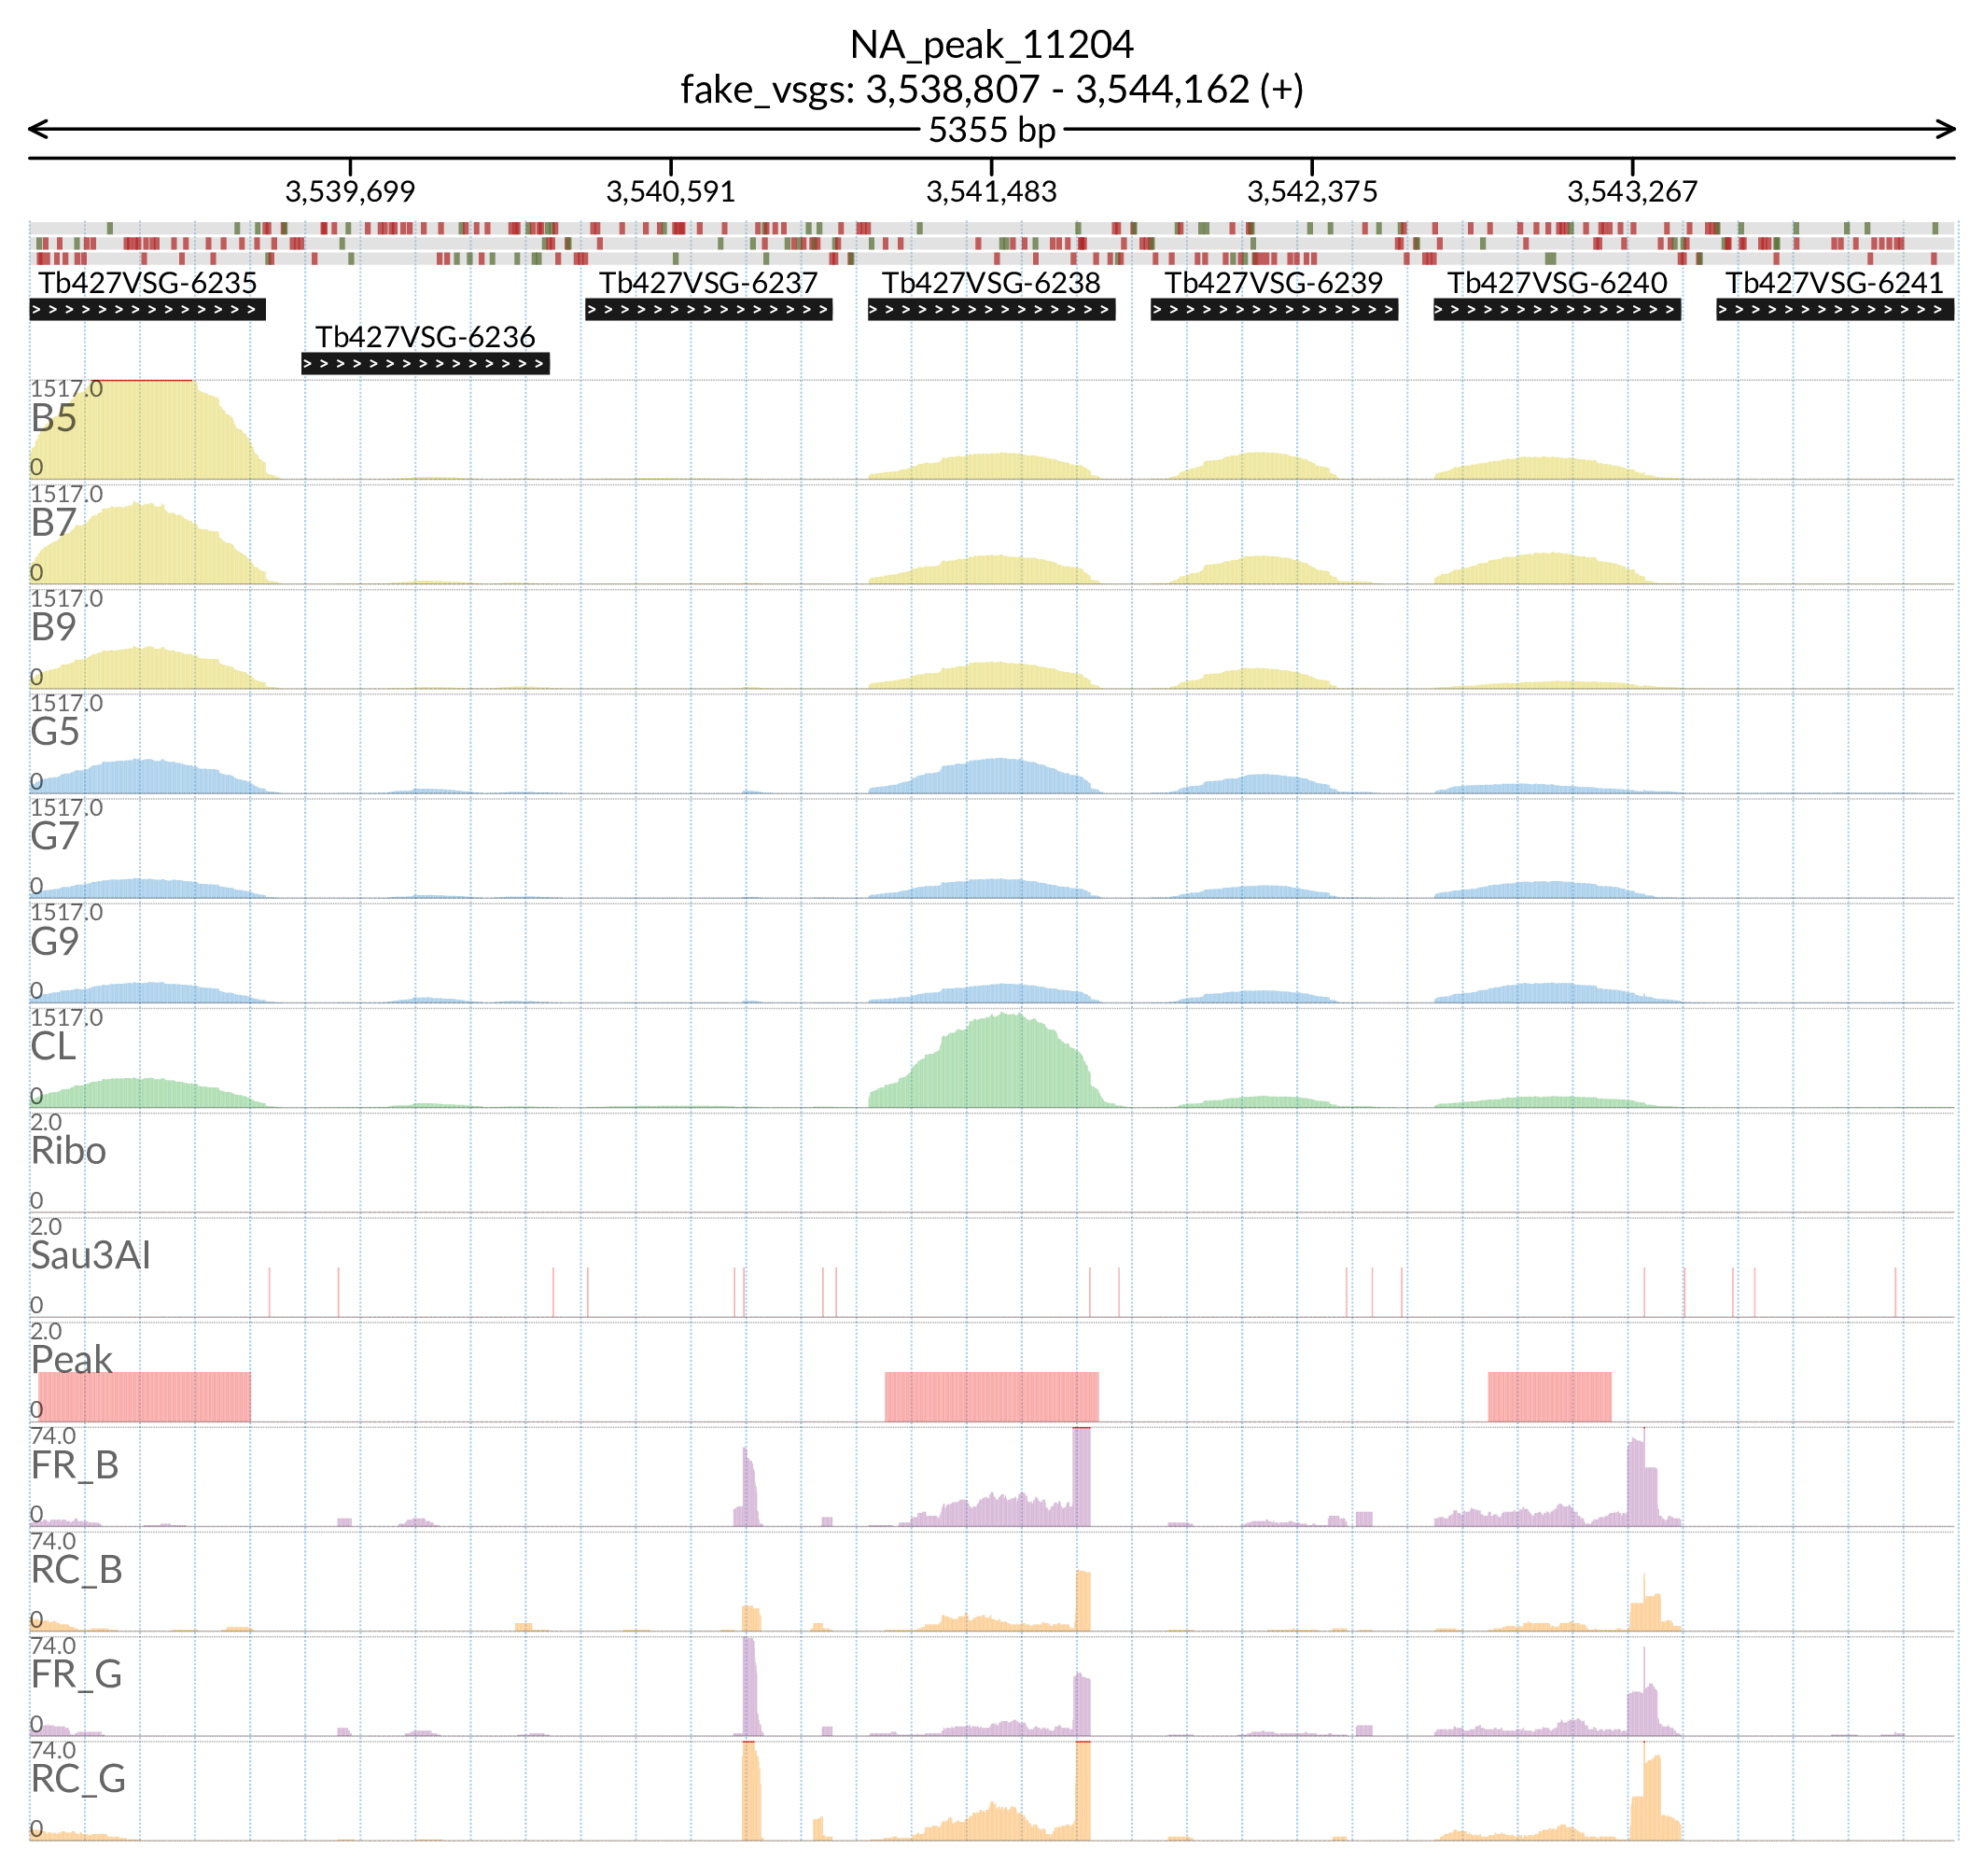 NA_peak_11204
fake_vsgs: 3,538,807 - 3,544,162 (+)
5355 bp
3,539,699 3,540,591 3,541,483 3,542,375 3,543,267
Tb427VSG-6235 Tb427VSG-6237 Tb427VSG-6238 Tb427VSG-6239 Tb427VSG-6240 Tb427VSG-6241
Tb427VSG-6236
1517.0
B5
0
1517.0
B7
0
1517.0
B9
0
1517.0
G5
0
1517.0
G7
0
1517.0
G9
0
1517.0
CL
0
2.0
Ribo
0
2.0
Sau3AI
0
2.0
Peak
0
74.0
FR_B
0
74.0
RC_B
0
74.0
FR_G
0
74.0
RC_G
0